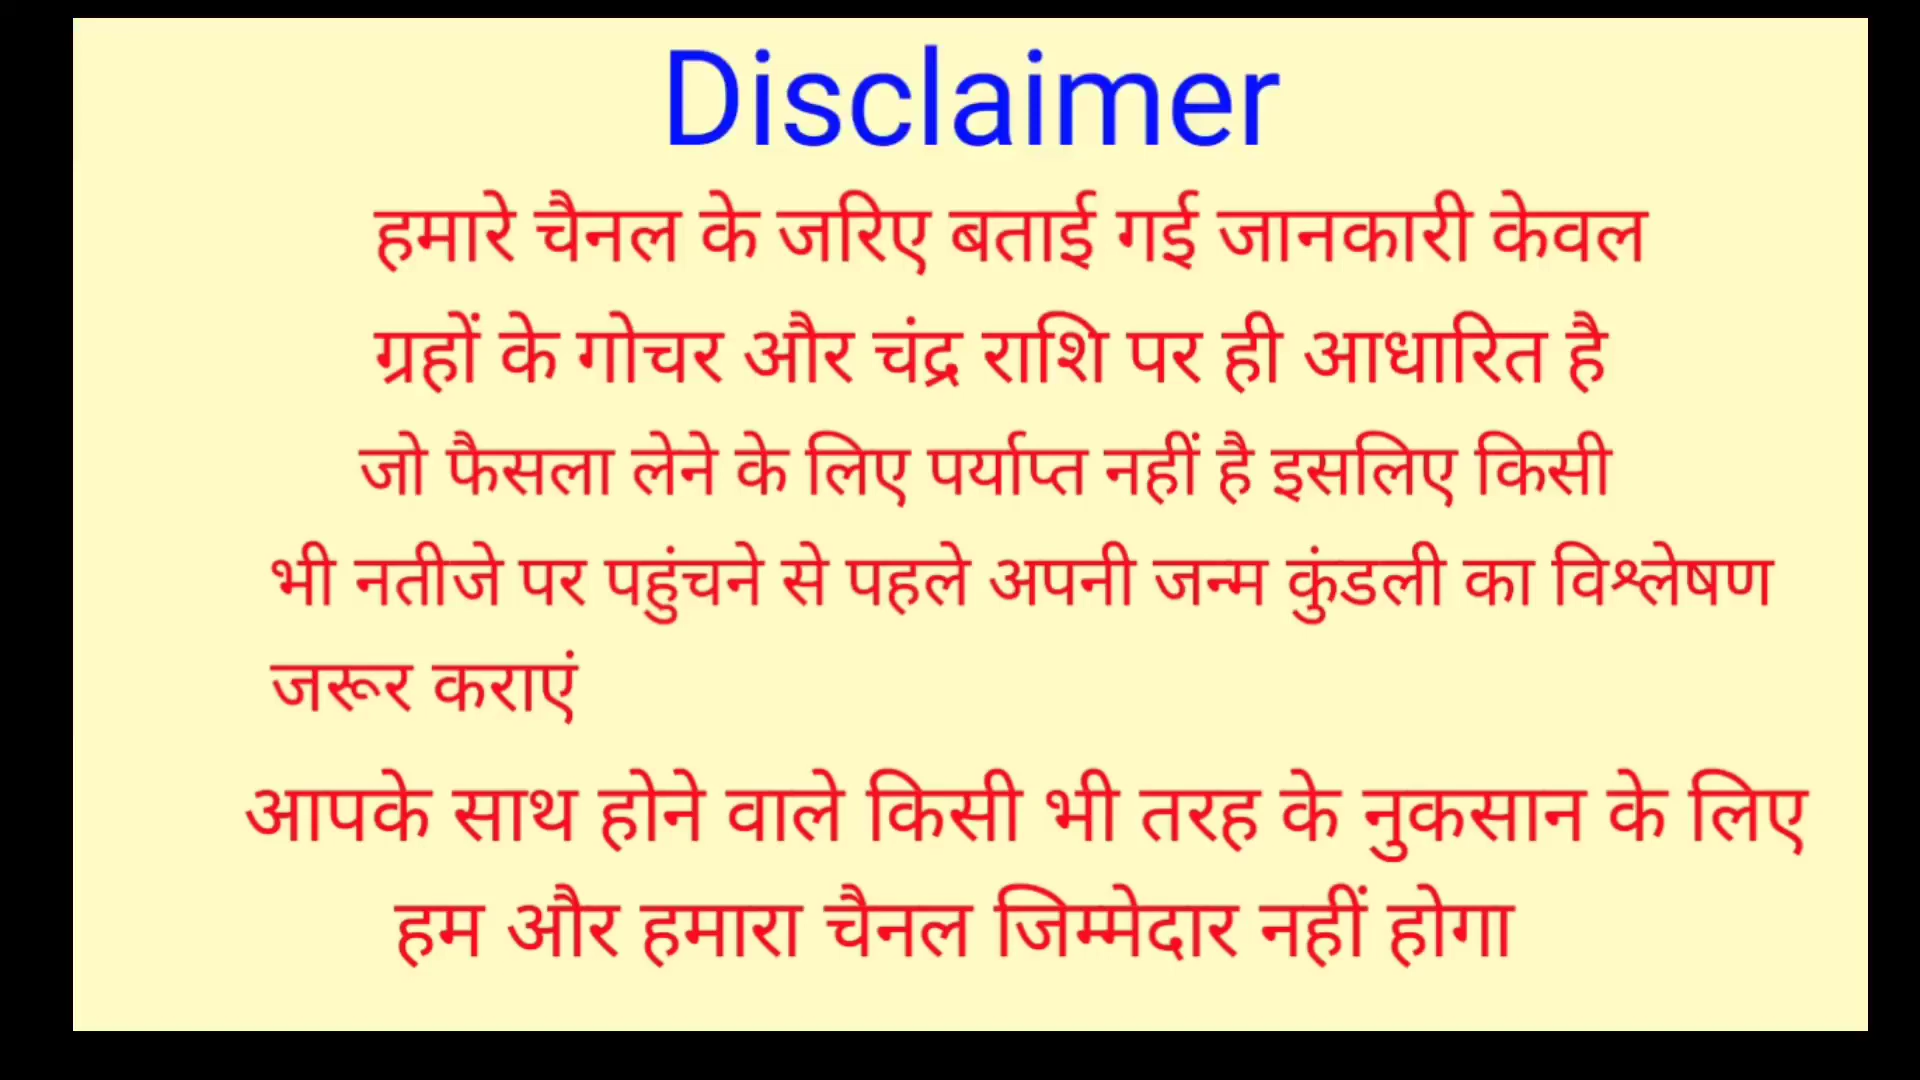 Disclaimer
हमारे चैनल के जरिए बताई गई जानकारी केवल
ग्रहों के गोचर और चंद्र राशि पर ही आधारित है
जो फैसला लेने के लिए पर्याप्त नहीं है इसलिए किसी
भी नतीजे पर पहुंचने से पहले अपनी जन्म कुंडली का विश्लेषण
जरूर कराएं
आपके साथ होने वाले किसी भी तरह के नुकसान के लिए
हम और हमारा चैनल जिम्मेदार नहीं होगा